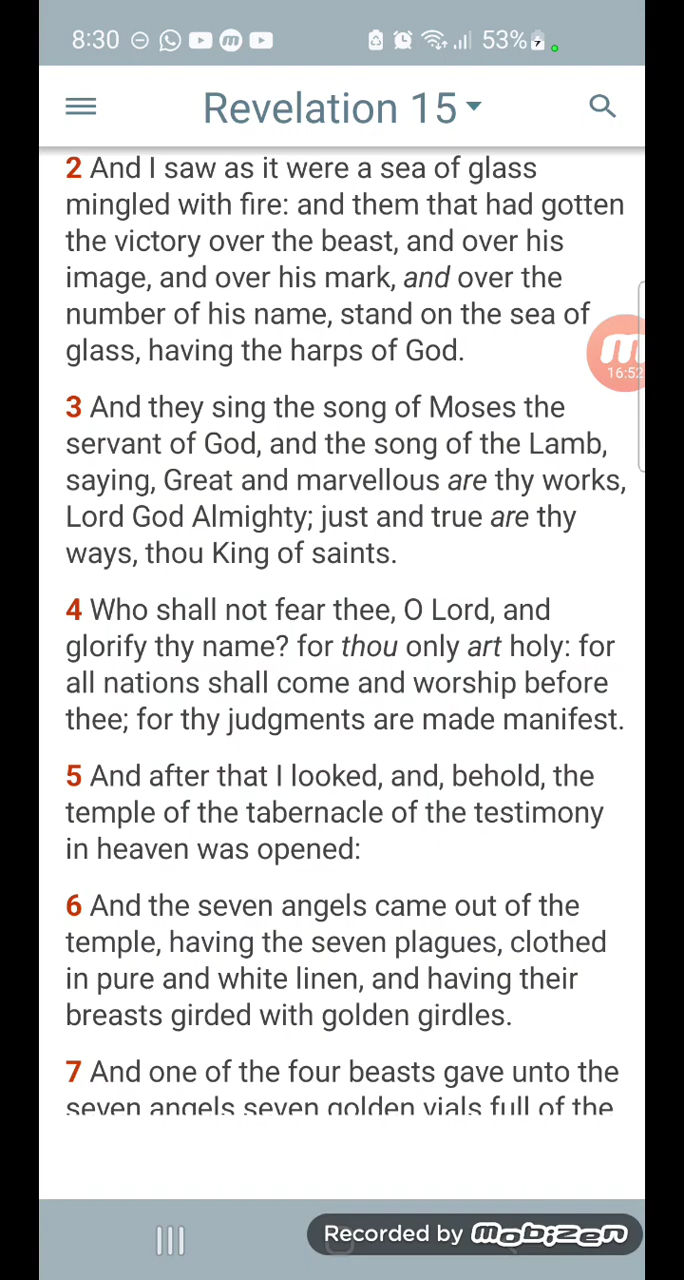 8:30 53%
Revelation 15
2 And I saw as it were a sea of glass
mingled with fire: and them that had gotten
the victory over the beast, and over his
image, and over his mark, and over the
number of his name, stand on the sea of
glass, having the harps of God.
m
16:52
3 And they sing the song of Moses the
servant of God, and the song of the Lamb,
saying, Great and marvellous are thy works,
Lord God Almighty; just and true are thy
ways, thou King of saints.
4 Who shall not fear thee, O Lord, and
glorify thy name? for thou only art holy: for
all nations shall come and worship before
thee; for thy judgments are made manifest.
5 And after that I looked, and, behold, the
temple of the tabernacle of the testimony
in heaven was opened:
6 And the seven angels came out of the
temple, having the seven plagues, clothed
in pure and white linen, and having their
breasts girded with golden girdles.
7 And one of the four beasts gave unto the
seven angels seven golden vials full of the
Recorded by mobizen